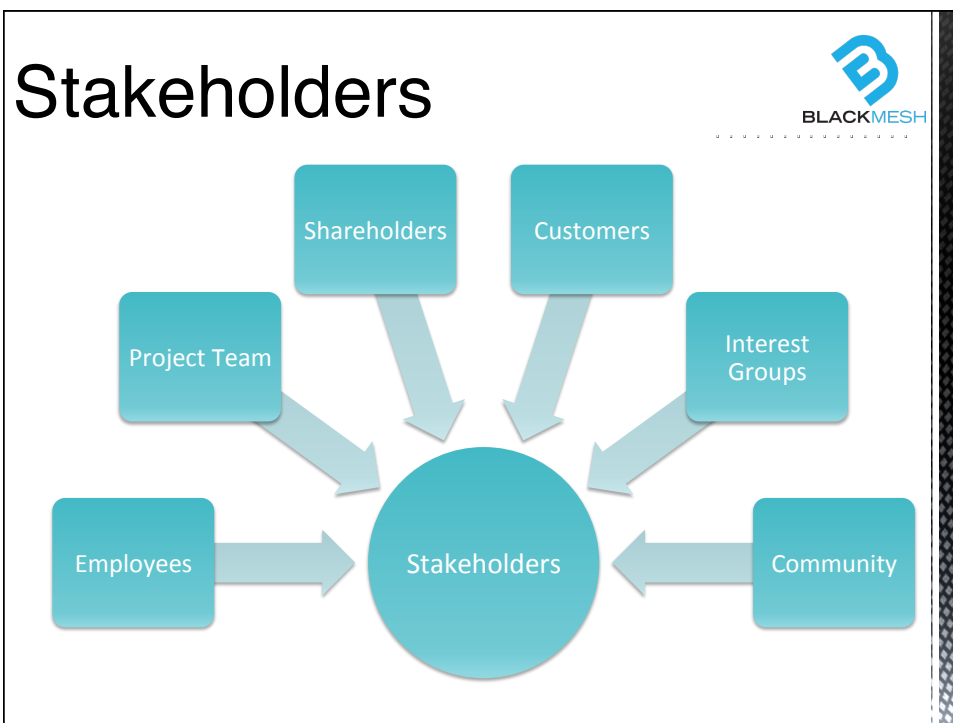 Stakeholders
BLACKMESH
Shareholders
Customers
Project Team
Interest
Groups
Employees
Stakeholders
Community